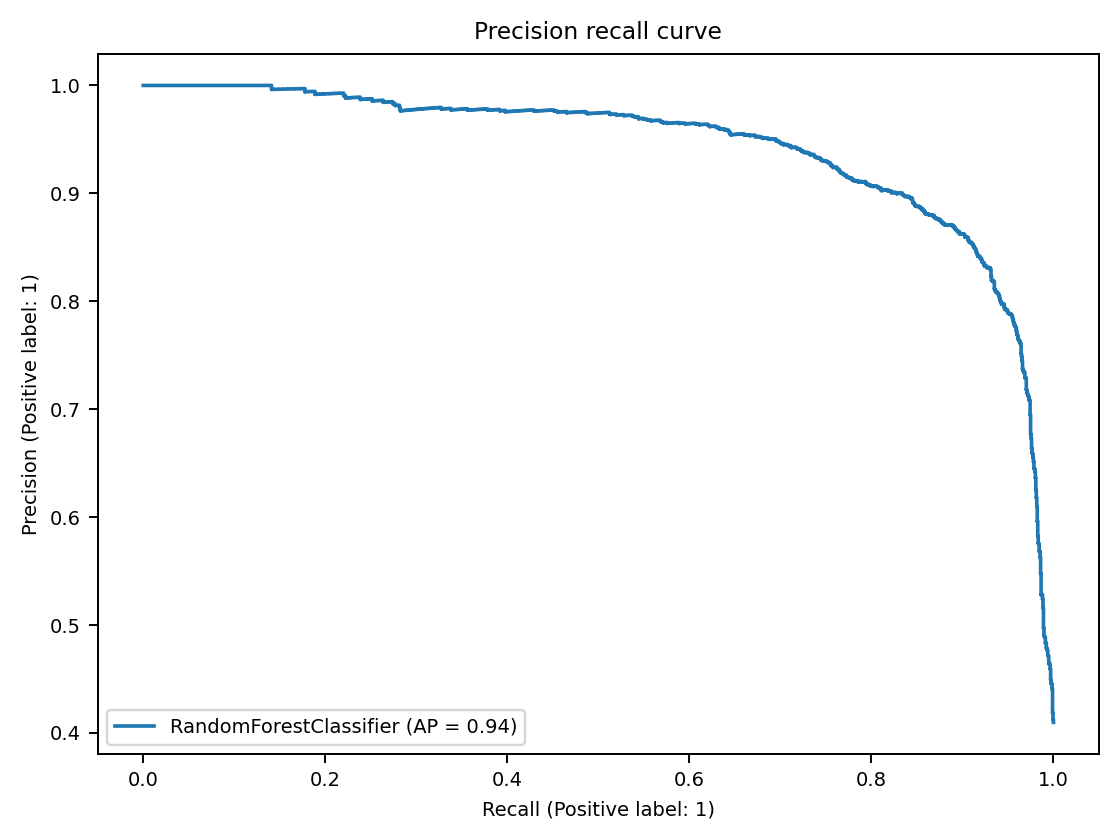 Precision recall curve
1.0
0.9
0.8
0.7
0.6
0.5
0.4
Precision (Positive label: 1)
RandomForestClassifier (AP = 0.94)
0.0 0.2 0.4 0.6 0.8 1.0
Recall (Positive label: 1)